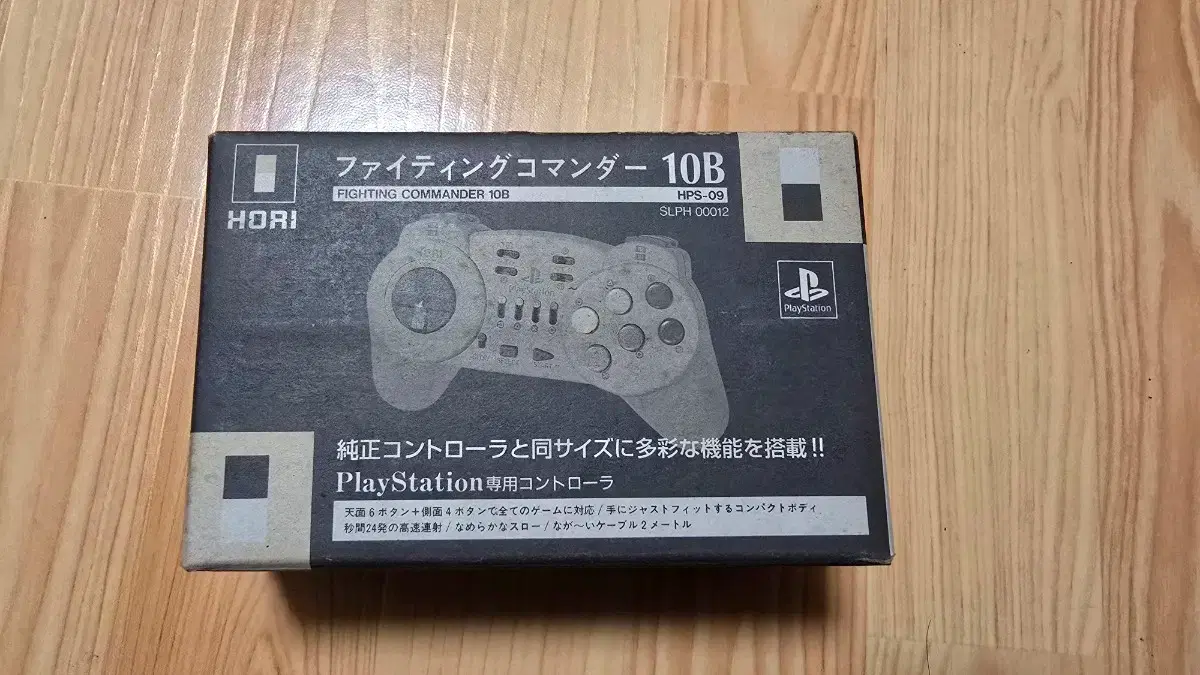 ファイティングコマンダー 10B
FIGHTING COMMANDER 10B HPS-09
SLPH 00012
HORI
PlayStation
純正コントローラと同サイズに多彩な機能を搭載!!
PlayStation専用コントローラ
天面6ボタン+側面4ボタンで全てのゲームに対応/手にジャストフィットするコンパクトボディ
秒間24発の高速連射/なめらかなスロー/なが〜いケーブル2メートル